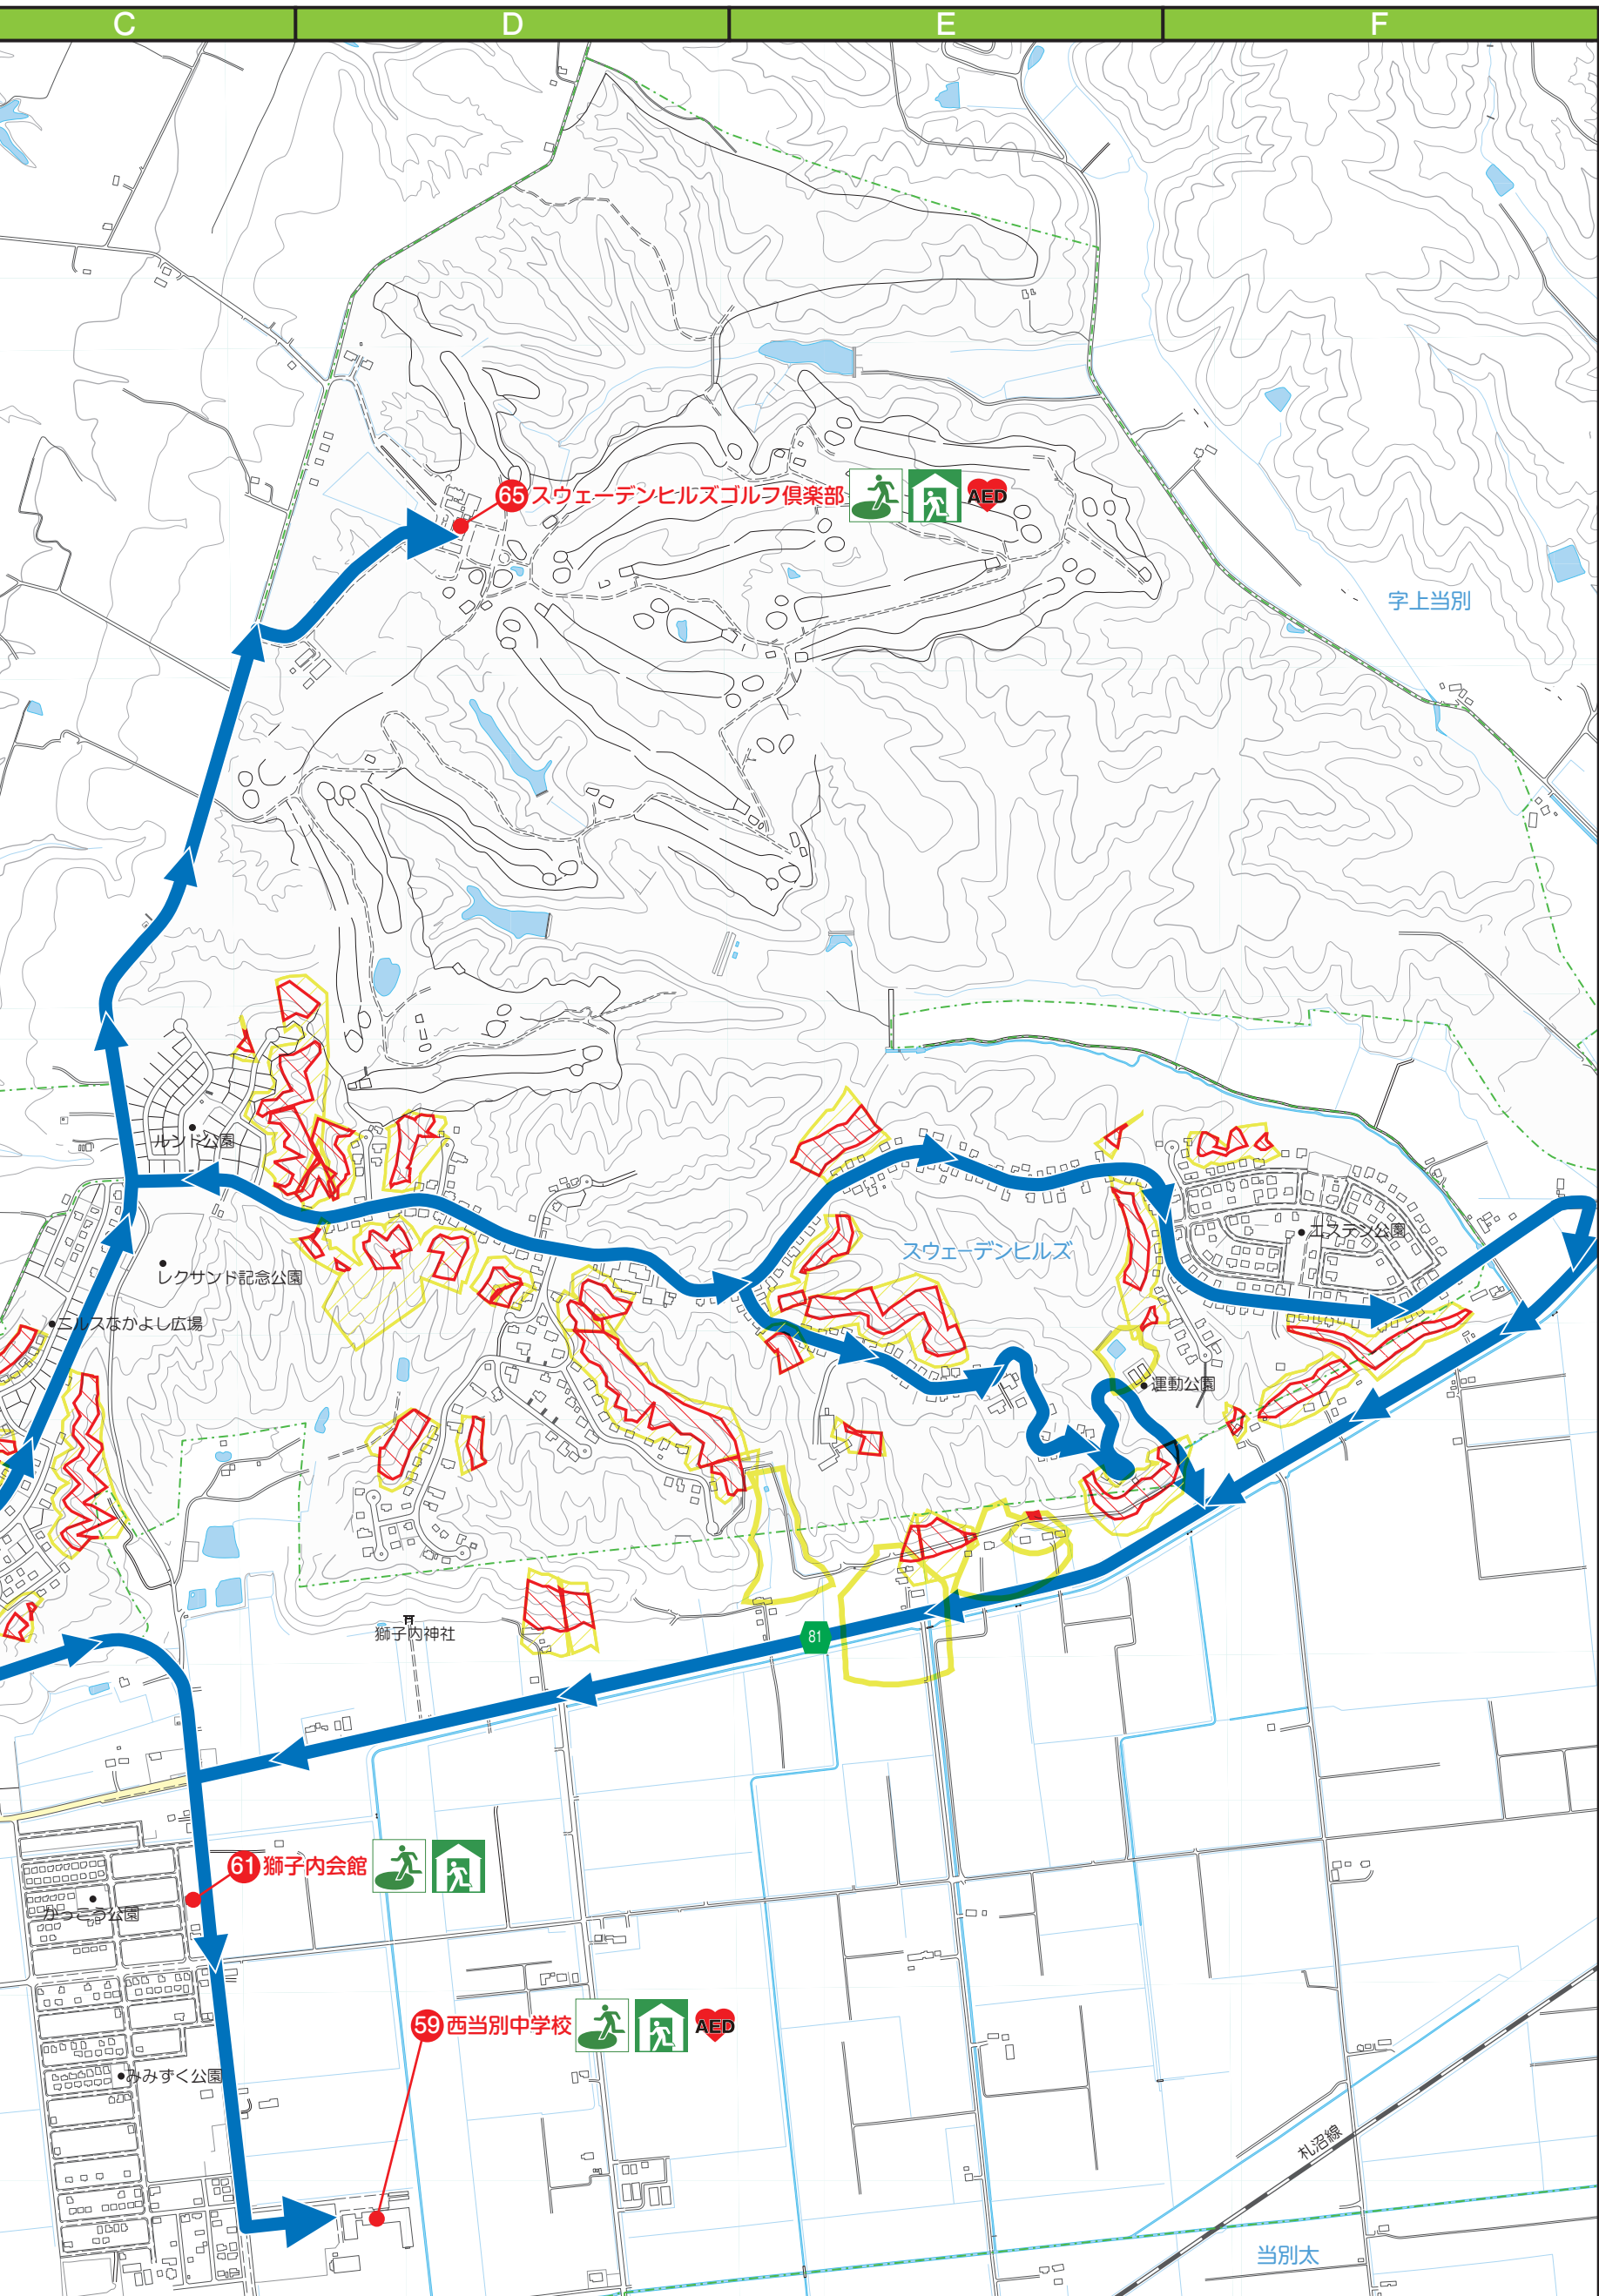 C
D
E
F
65 スウェーデンヒルズゴルフ倶楽部
AED
字上当別
ルンド公園
エステジ公園
スウェーデンヒルズ
レクサンド記念公園
ニルスなかよし広場
運動公園
獅子内神社
81
61 獅子内会館
かっこう公園
59 西当別中学校
AED
みみずく公園
札沼線
当別太